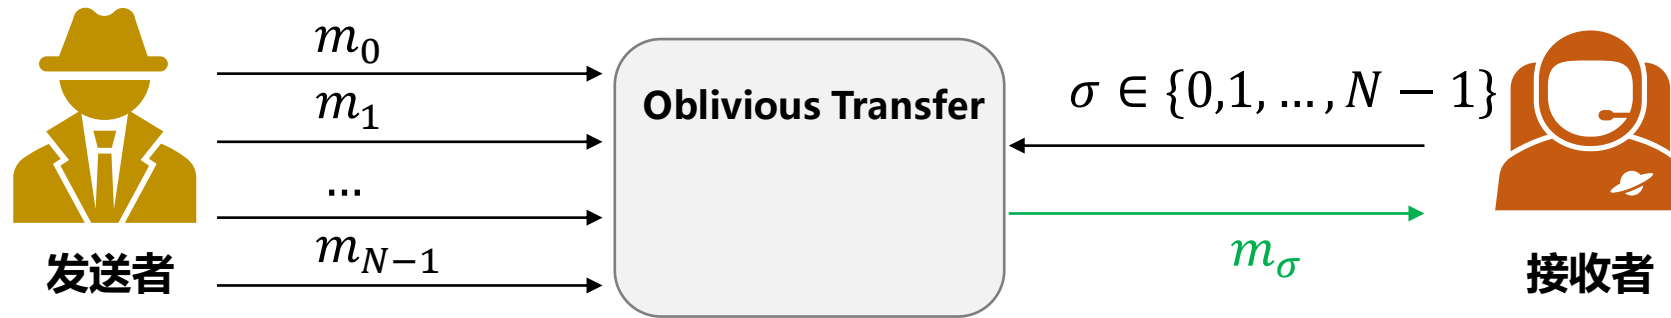 m_0
m_1
...
m_{N-1}
发送者
Oblivious Transfer
σ ∈ {0,1, ... , N − 1}
m_σ
接收者